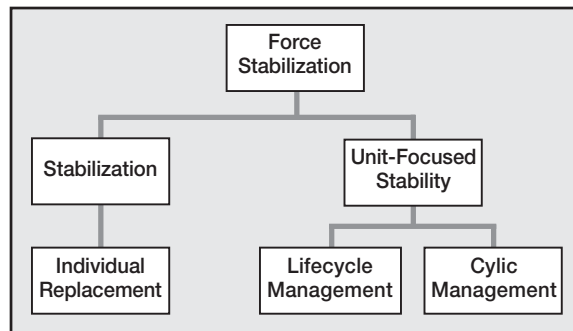 Force
Stabilization
Stabilization
Unit-Focused
Stability
Individual
Replacement
Lifecycle
Management
Cylic
Management